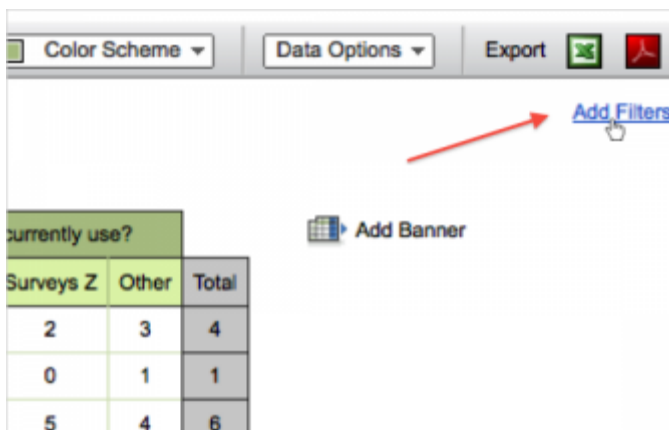 Color Scheme Data Options Export
Add Filters
Add Banner
currently use?
Surveys Z Other Total
2 3 4
0 1 1
5 4 6